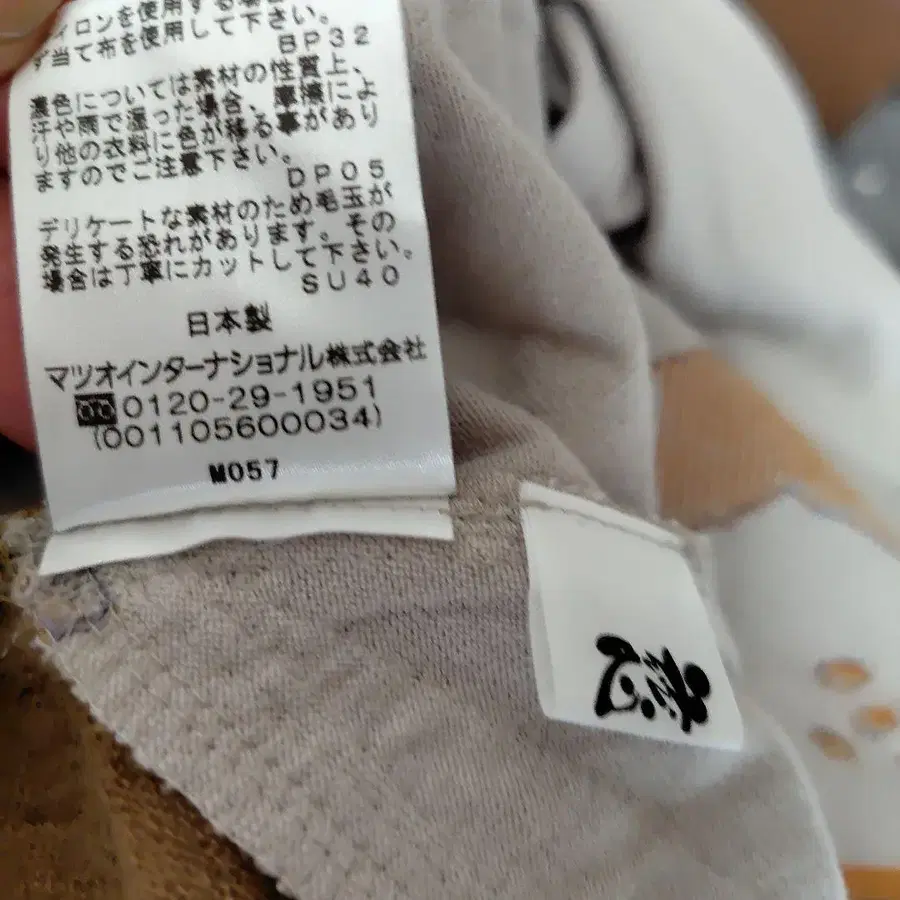 イロンを使用する場
ず当て布を使用して下さい。
BP32
濃色については素材の性質上、
汗や雨で湿った場合、摩擦によ
り他の衣料に色が移る事があり
ますのでご注意下さい。
DP05
デリケートな素材のため毛玉が
発生する恐れがあります。その
場合は丁寧にカットして下さい。
SU40
日本製
マツオインターナショナル株式会社
0120-29-1951
(001105600034)
M057